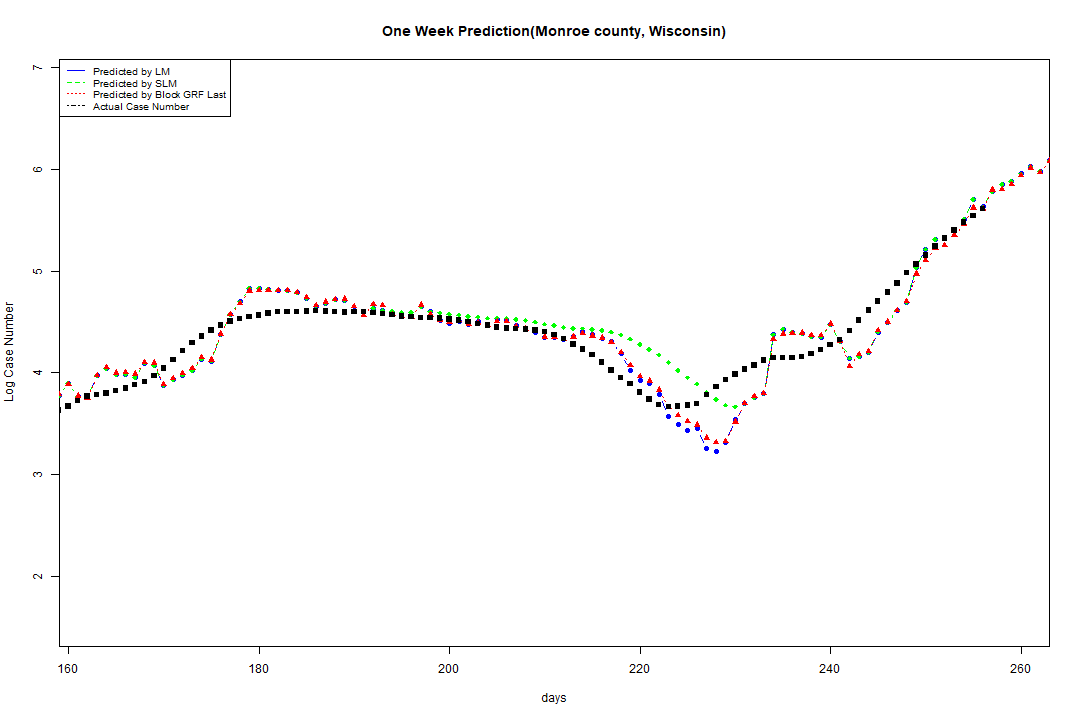 One Week Prediction(Monroe county, Wisconsin)
Predicted by LM
Predicted by SLM
Predicted by Block GRF Last
Actual Case Number
7
6
5
4
3
2
Log Case Number
160
180
200
220
240
260
days